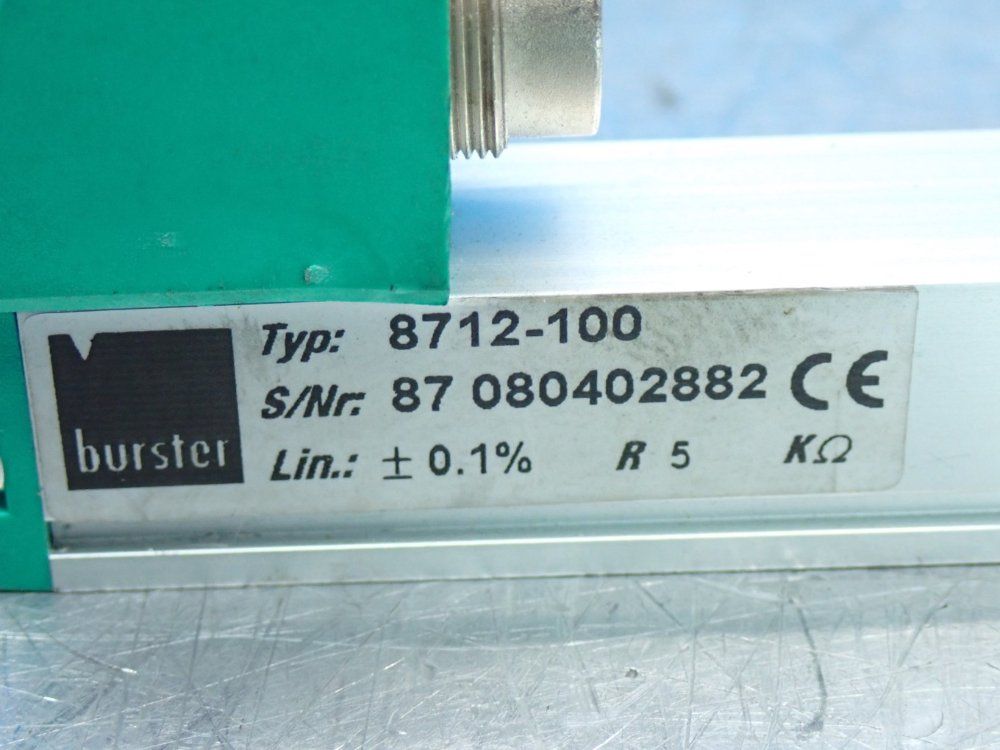 burster
Typ: 8712-100
S/Nr: 87 080402882 CE
Lin.: ± 0.1% R 5 KΩ